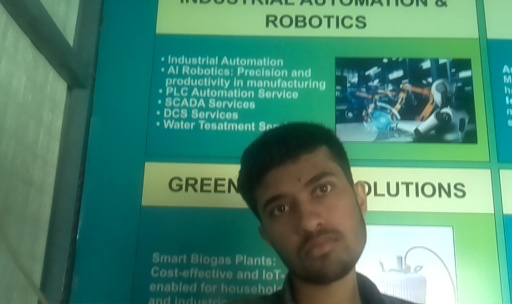 INDUSTRIAL AUTOMATION &
ROBOTICS
• Industrial Automation
• AI Robotics: Precision and
productivity in manufacturing
• PLC Automation Service
• SCADA Services
• DCS Services
• Water Tesatment
GREEN OLUTIONS
Smart Biogas Plants:
Cost-effective and IoT-
enabled for household
and